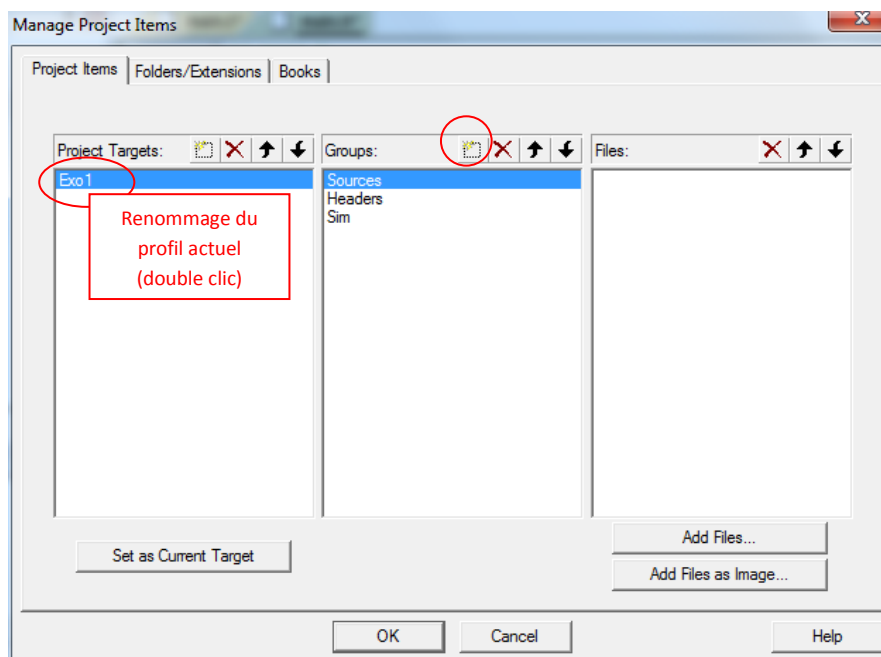 Manage Project Items
Project Items Folders/Extensions Books
Project Targets: Groups: Files:
Exo1
Sources
Headers
Sim
Renommage du
profil actuel
(double clic)
Set as Current Target
Add Files...
Add Files as Image...
OK Cancel Help